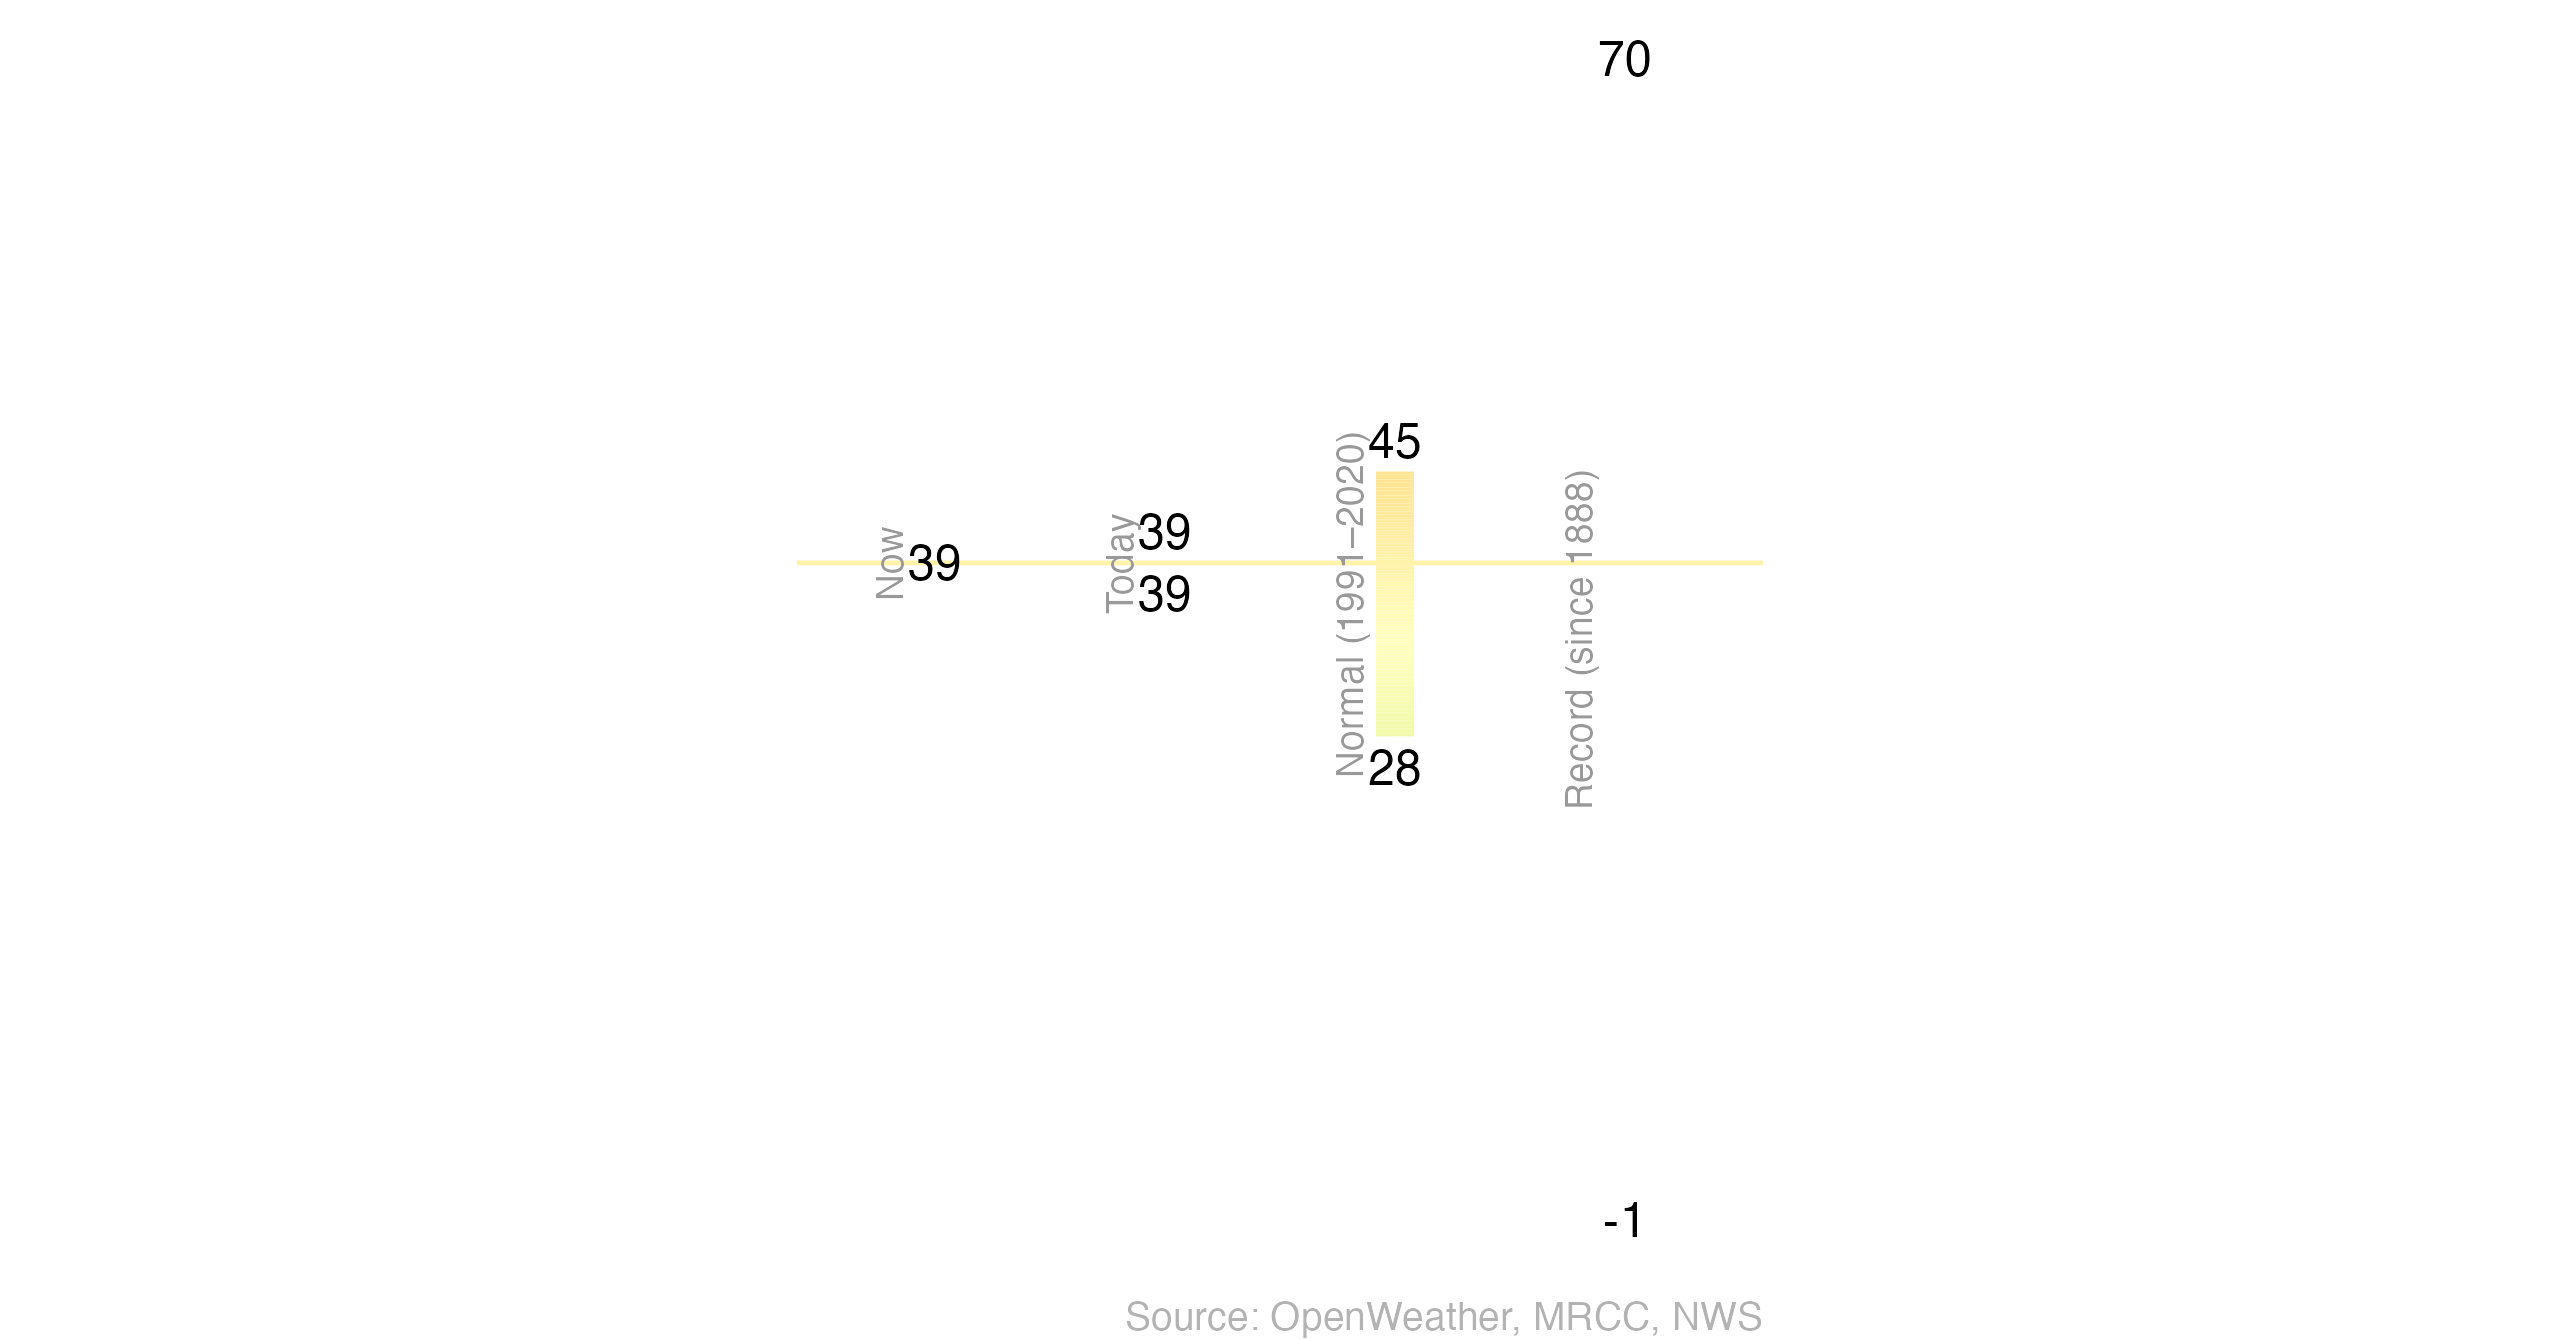 70
Now
39
Today
39
39
Normal (1991–2020)
45
28
Record (since 1888)
-1
Source: OpenWeather, MRCC, NWS